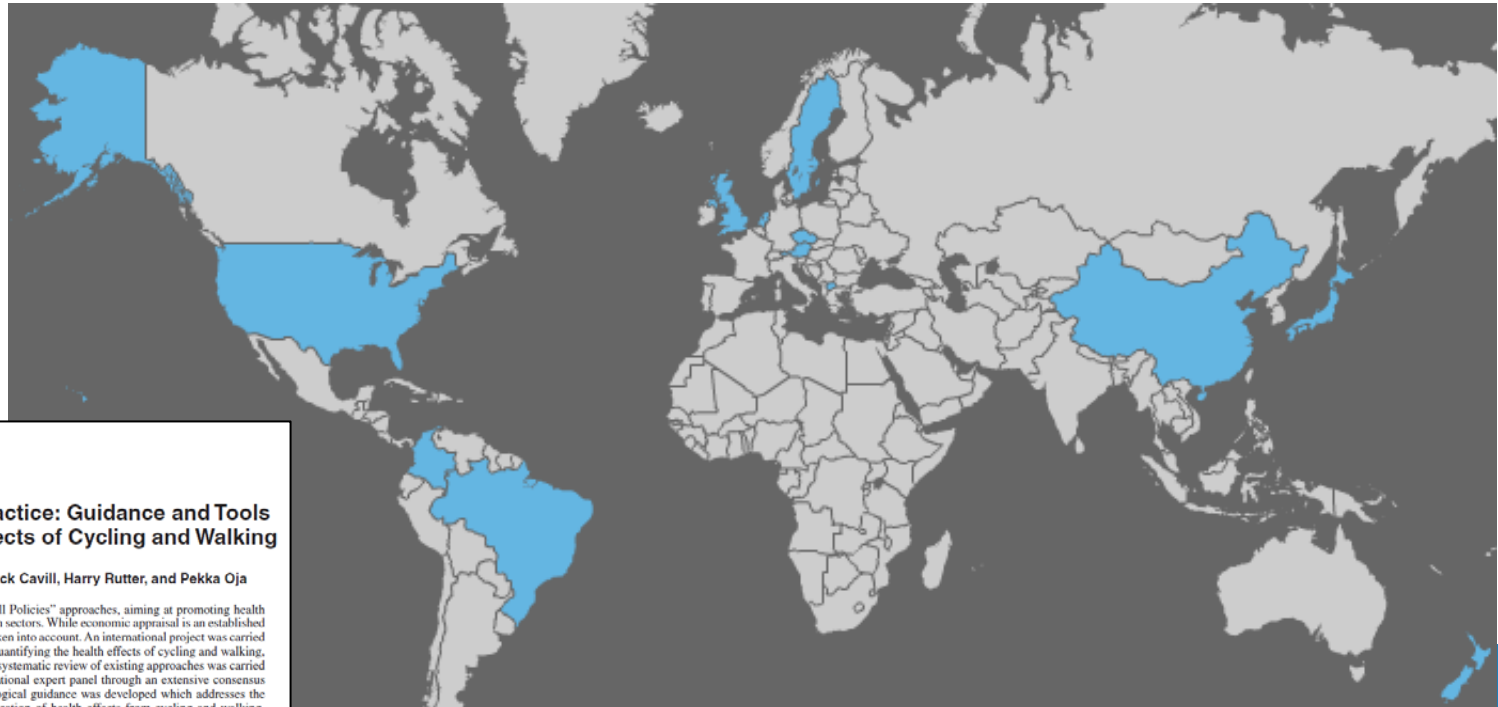 actice: Guidance and Tools
ects of Cycling and Walking
ck Cavill, Harry Rutter, and Pekka Oja
ll Policies” approaches, aiming at promoting health
n sectors. While economic appraisal is an established
ken into account. An international project was carried
uantifying the health effects of cycling and walking,
systematic review of existing approaches was carried
ational expert panel through an extensive consensus
ogical guidance was developed which addresses the